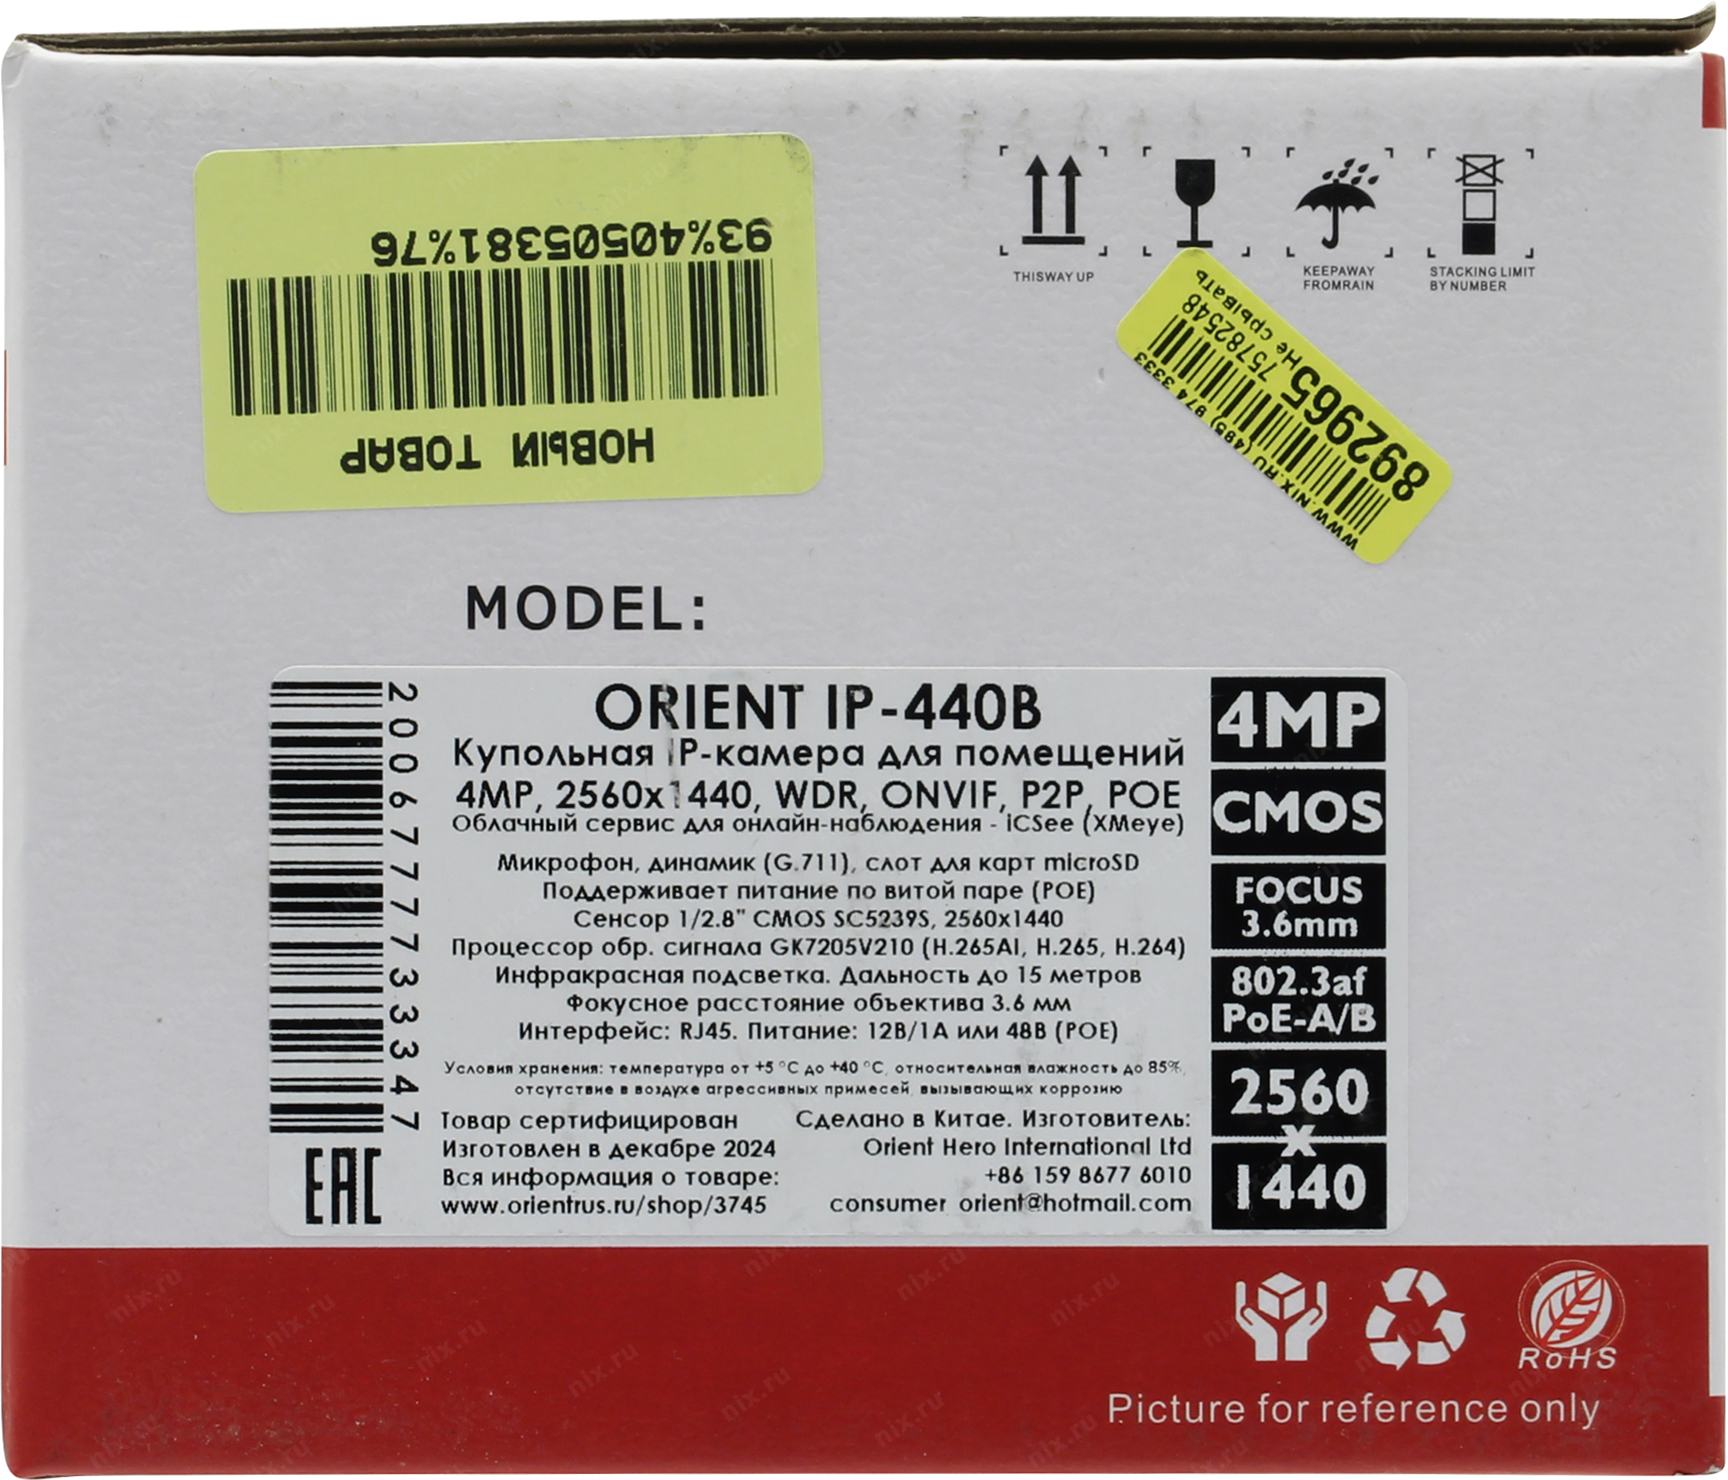 93%40505381%76
НОВЫЙ ТОВАР
THISWAY UP
KEEPAWAY
FROMRAIN
STACKING LIMIT
BY NUMBER
Не срывать
75782548
892965
WWW.NIX.RU (495) 974 3333
MODEL:
2006777733347
ORIENT IP-440B
Купольная IP-камера для помещений
4MP, 2560x1440, WDR, ONVIF, P2P, POE
Облачный сервис для онлайн-наблюдения - iCSee (XMeye)
Микрофон, динамик (G.711), слот для карт microSD
Поддерживает питание по витой паре (POE)
Сенсор 1/2.8" CMOS SC5239S, 2560x1440
Процессор обр. сигнала GK7205V210 (H.265AI, H.265, H.264)
Инфракрасная подсветка. Дальность до 15 метров
Фокусное расстояние объектива 3.6 мм
Интерфейс: RJ45. Питание: 12В/1А или 48В (POE)
Условия хранения: температура от +5 °C до +40 °C, относительная влажность до 85%,
отсутствие в воздухе агрессивных примесей, вызывающих коррозию
Товар сертифицирован
Изготовлен в декабре 2024
Вся информация о товаре:
www.orientrus.ru/shop/3745
Сделано в Китае. Изготовитель:
Orient Hero International Ltd
+86 159 8677 6010
consumer_orient@hotmail.com
4MP
CMOS
FOCUS
3.6mm
802.3af
PoE-A/B
2560
x
1440
EAC
RoHS
Picture for reference only
nix.ru